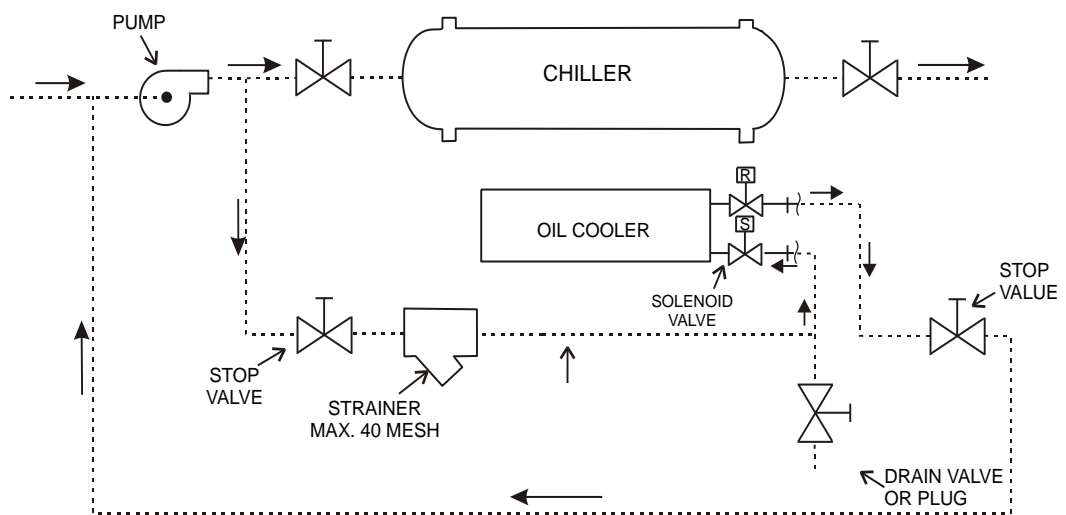 PUMP
CHILLER
R
OIL COOLER
S
SOLENOID
VALVE
STOP
VALUE
STOP
VALVE
STRAINER
MAX. 40 MESH
DRAIN VALVE
OR PLUG